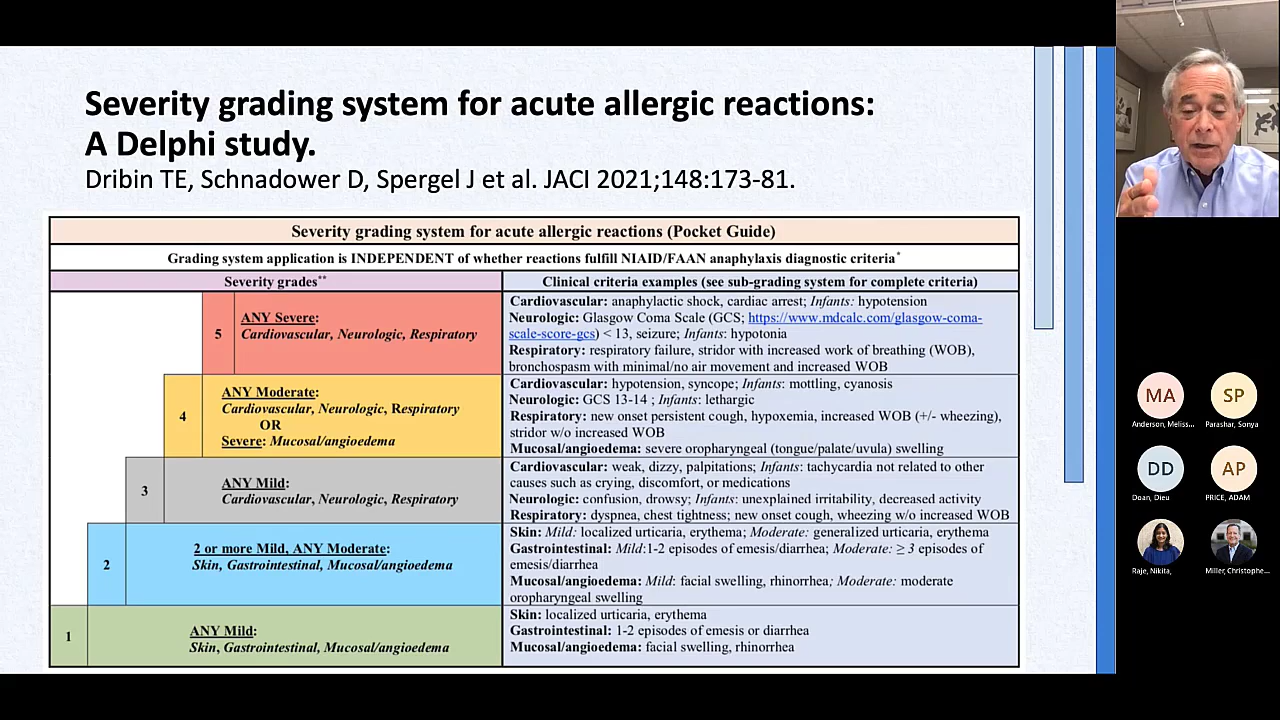 Severity grading system for acute allergic reactions:
A Delphi study.
Dribin TE, Schnadower D, Spergel J et al. JACI 2021;148:173-81.
Severity grading system for acute allergic reactions (Pocket Guide)
Grading system application is INDEPENDENT of whether reactions fulfill NIAID/FAAN anaphylaxis diagnostic criteria*
Severity grades**
Clinical criteria examples (see sub-grading system for complete criteria)
5
ANY Severe:
Cardiovascular, Neurologic, Respiratory
Cardiovascular: anaphylactic shock, cardiac arrest; Infants: hypotension
Neurologic: Glasgow Coma Scale (GCS; https://www.mdcalc.com/glasgow-coma-
scale-score-gcs) < 13, seizure; Infants: hypotonia
Respiratory: respiratory failure, stridor with increased work of breathing (WOB),
bronchospasm with minimal/no air movement and increased WOB
4
ANY Moderate:
Cardiovascular, Neurologic, Respiratory
OR
Severe: Mucosal/angioedema
Cardiovascular: hypotension, syncope; Infants: mottling, cyanosis
Neurologic: GCS 13-14 ; Infants: lethargic
Respiratory: new onset persistent cough, hypoxemia, increased WOB (+/- wheezing),
stridor w/o increased WOB
Mucosal/angioedema: severe oropharyngeal (tongue/palate/uvula) swelling
3
ANY Mild:
Cardiovascular, Neurologic, Respiratory
Cardiovascular: weak, dizzy, palpitations; Infants: tachycardia not related to other
causes such as crying, discomfort, or medications
Neurologic: confusion, drowsy; Infants: unexplained irritability, decreased activity
Respiratory: dyspnea, chest tightness; new onset cough, wheezing w/o increased WOB
2
2 or more Mild, ANY Moderate:
Skin, Gastrointestinal, Mucosal/angioedema
Skin: Mild: localized urticaria, erythema; Moderate: generalized urticaria, erythema
Gastrointestinal: Mild:1-2 episodes of emesis/diarrhea; Moderate: ≥ 3 episodes of
emesis/diarrhea
Mucosal/angioedema: Mild: facial swelling, rhinorrhea; Moderate: moderate
oropharyngeal swelling
1
ANY Mild:
Skin, Gastrointestinal, Mucosal/angioedema
Skin: localized urticaria, erythema
Gastrointestinal: 1-2 episodes of emesis or diarrhea
Mucosal/angioedema: facial swelling, rhinorrhea
MA
SP
Anderson, Meliss...
Parashar, Sonya
DD
AP
Doan, Dieu
PRICE, ADAM
Raje, Nikita,
Miller, Christophe...